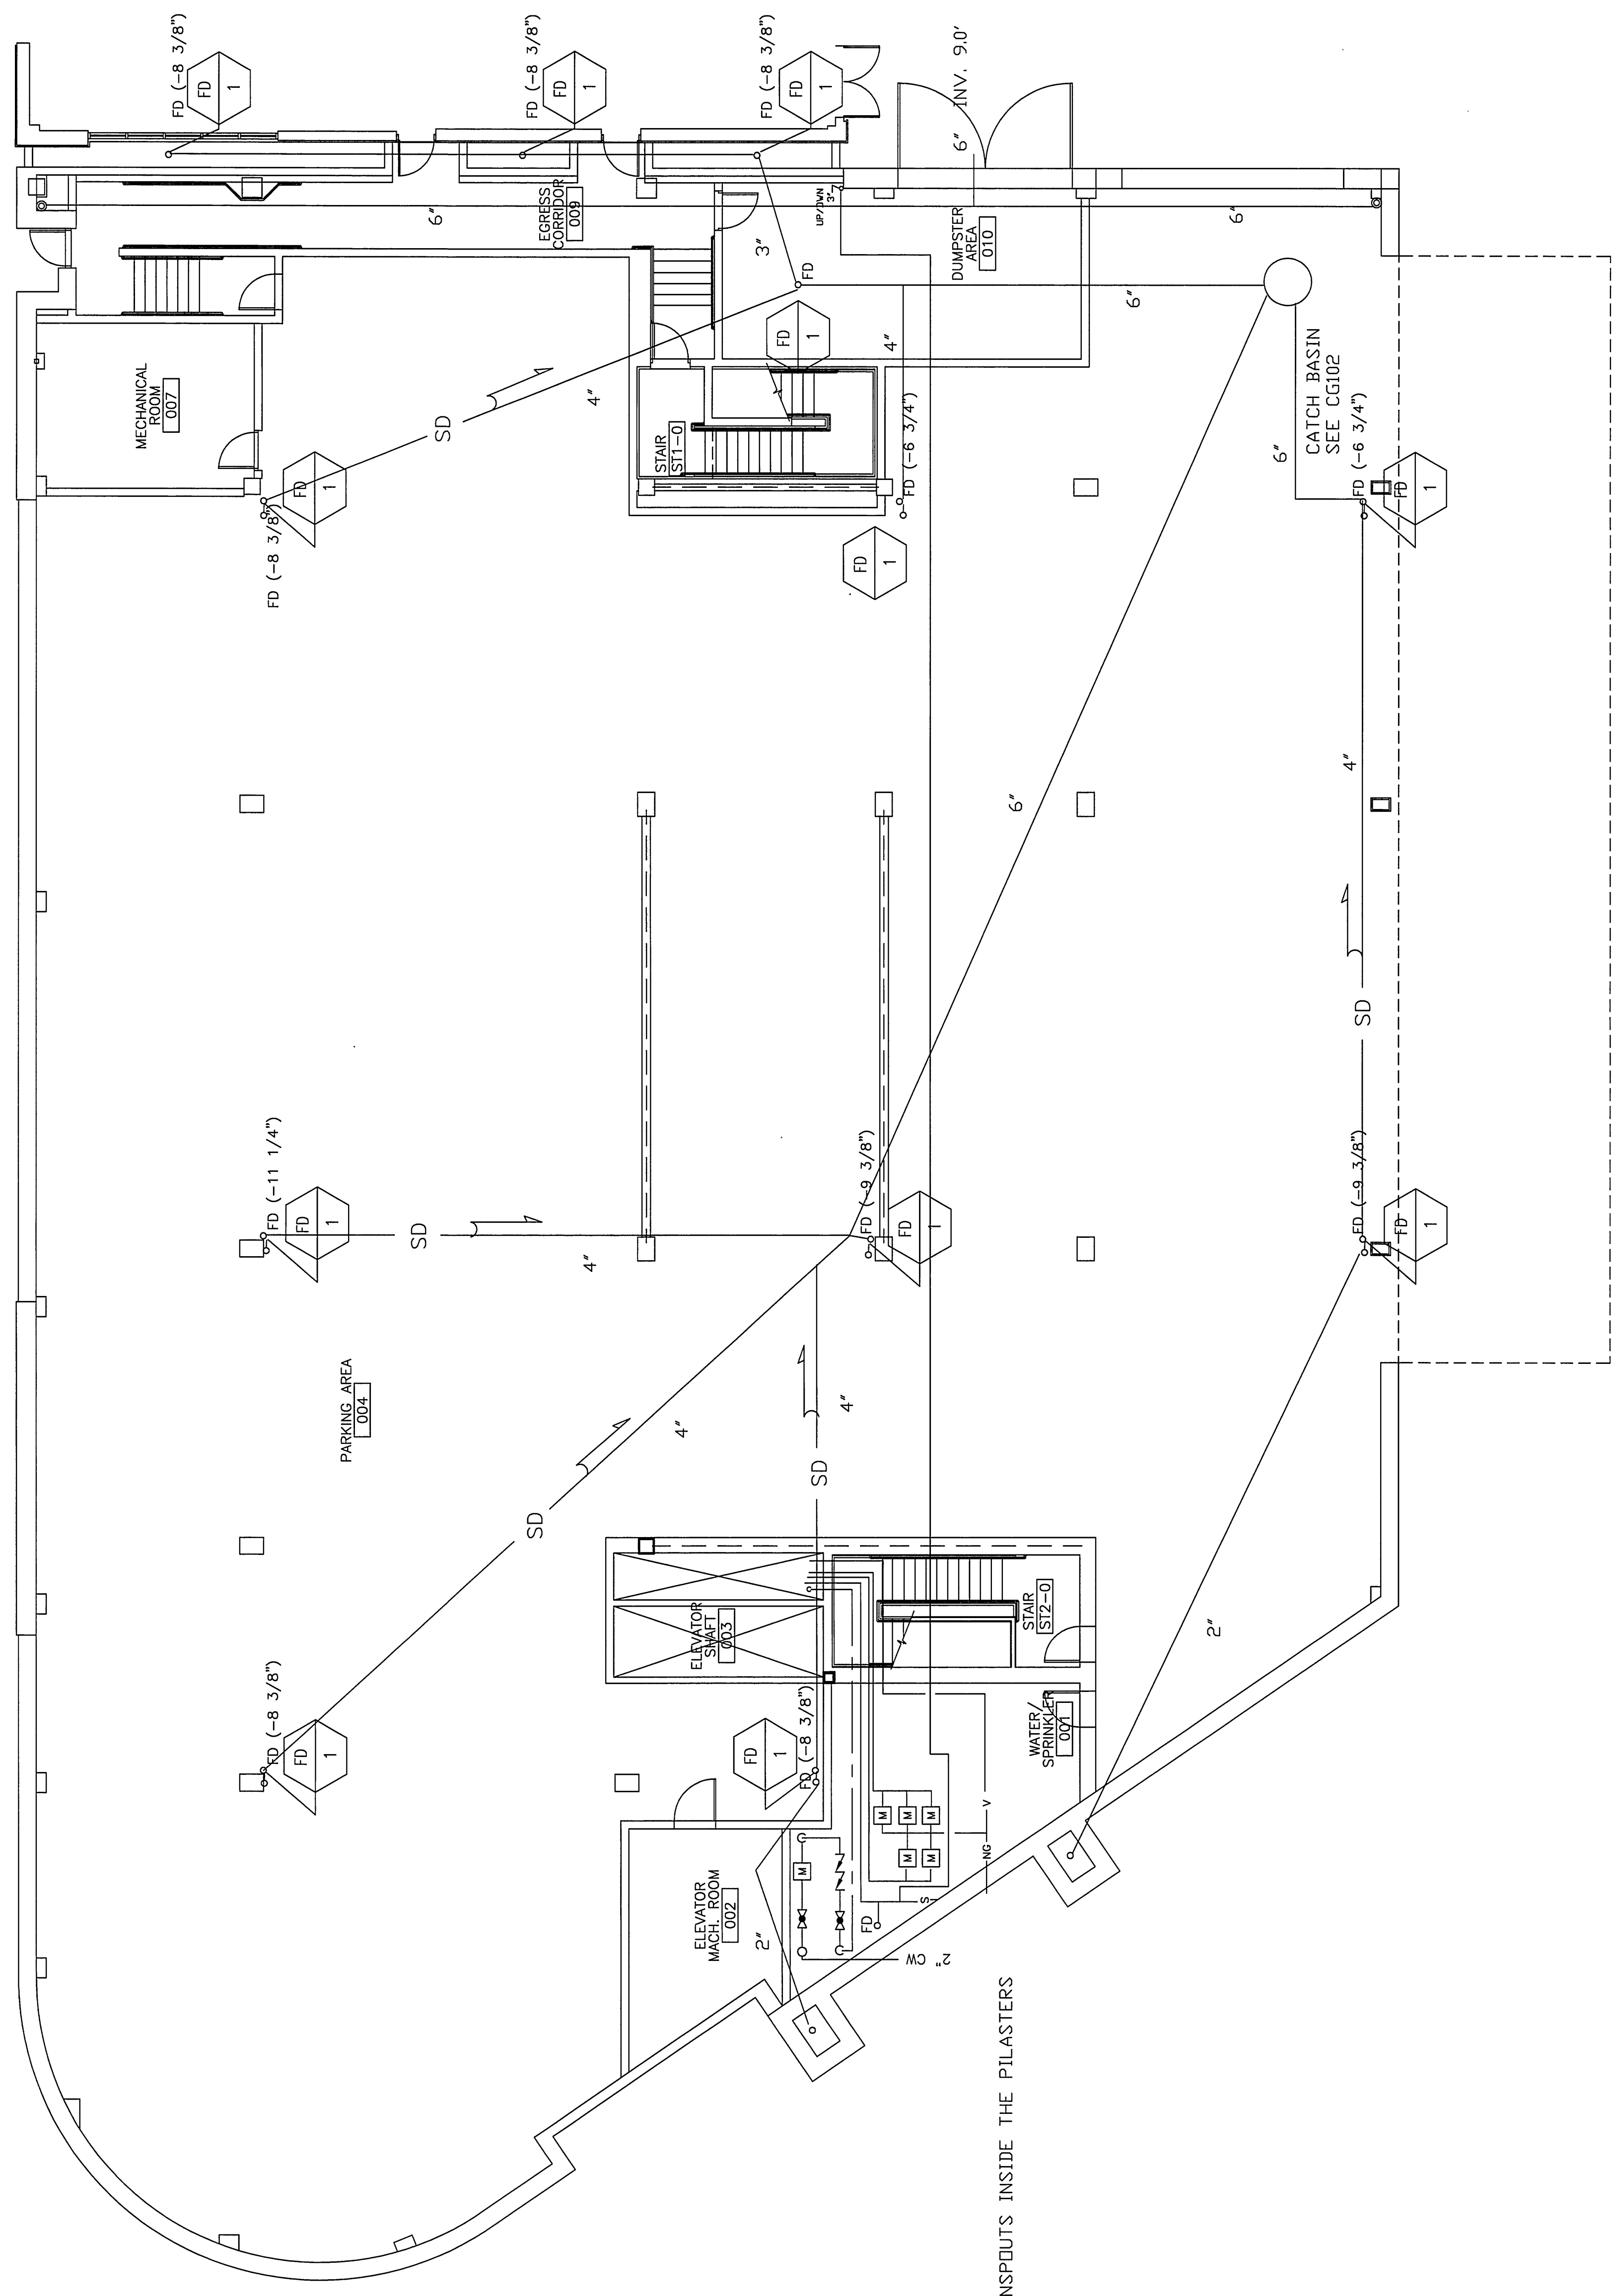 FD (-8 3/8")
FD
1
FD (-8 3/8")
FD
1
FD (-8 3/8")
FD
1
INV. 9.0'
6"
6"
EGRESS
CORRIDOR
009
UP/DWN
3"
6"
3"
FD
DUMPSTER
AREA
010
6"
MECHANICAL
ROOM
007
SD
4"
FD
1
4"
STAIR
ST1-0
FD (-6 3/4")
FD
1
CATCH BASIN
SEE CG102
6"
FD (-6 3/4")
FD
1
FD
1
FD (-8 3/8")
4"
6"
SD
FD (-11 1/4")
FD
1
SD
4"
FD (-9 3/8")
FD
1
FD (-9 3/8")
FD
1
PARKING AREA
004
4"
4"
SD
SD
ELEVATOR
SHAFT
003
STAIR
ST2-0
2"
FD (-8 3/8")
FD
1
FD
1
FD (-8 3/8")
WATER/
SPRINKLER
001
M
M
M
M
M
M
V
NG
S
FD
ELEVATOR
MACH. ROOM
002
2"
2" CW
NSPOUTS INSIDE THE PILASTERS